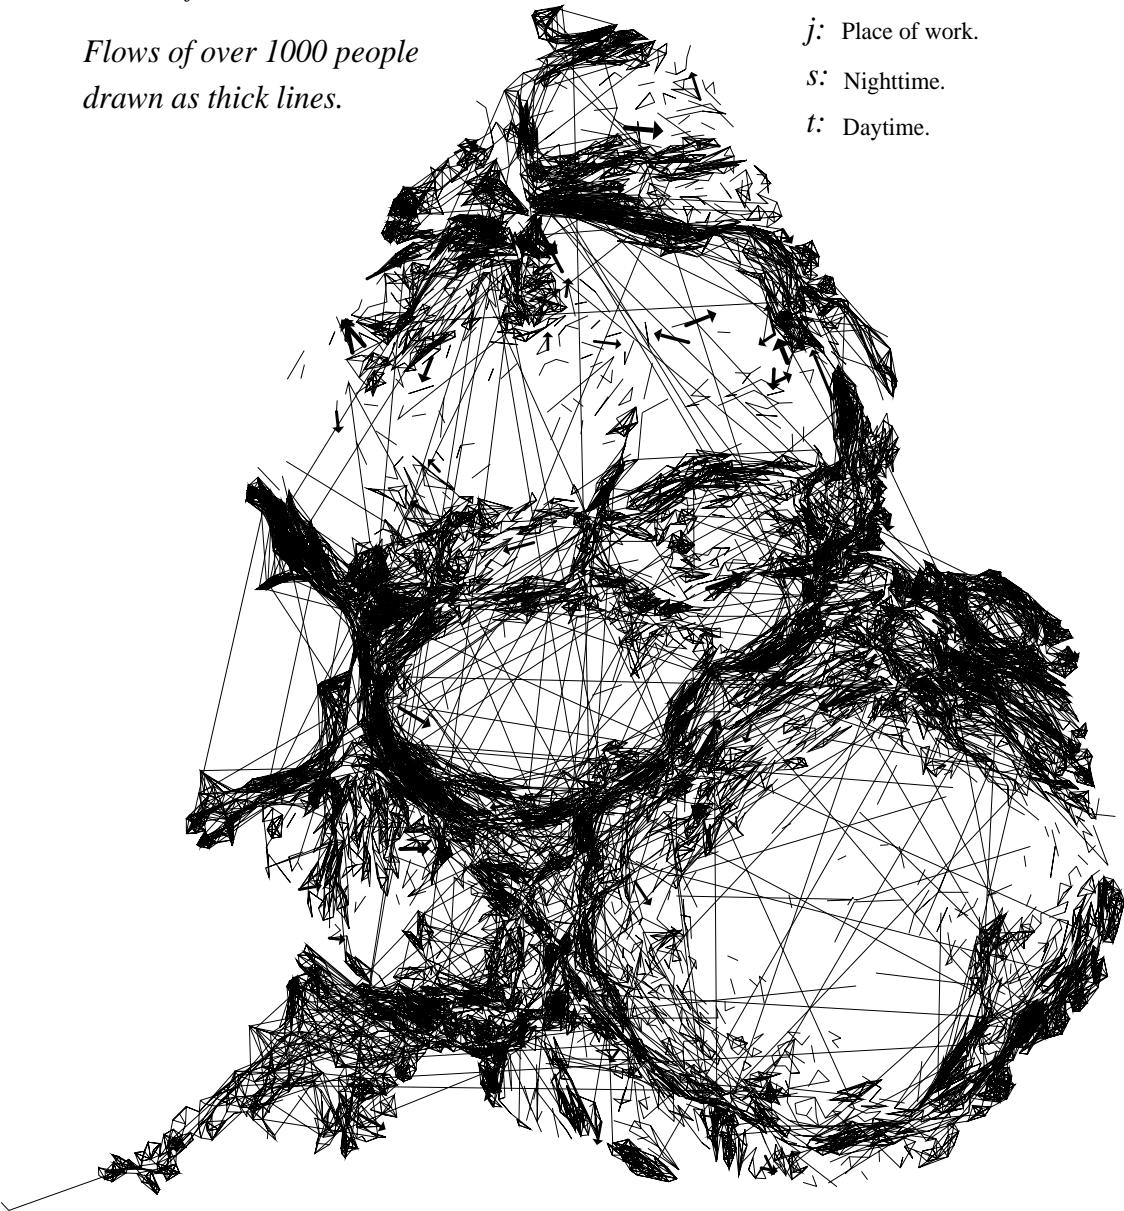 Flows of over 1000 people
drawn as thick lines.
j: Place of work.
s: Nighttime.
t: Daytime.